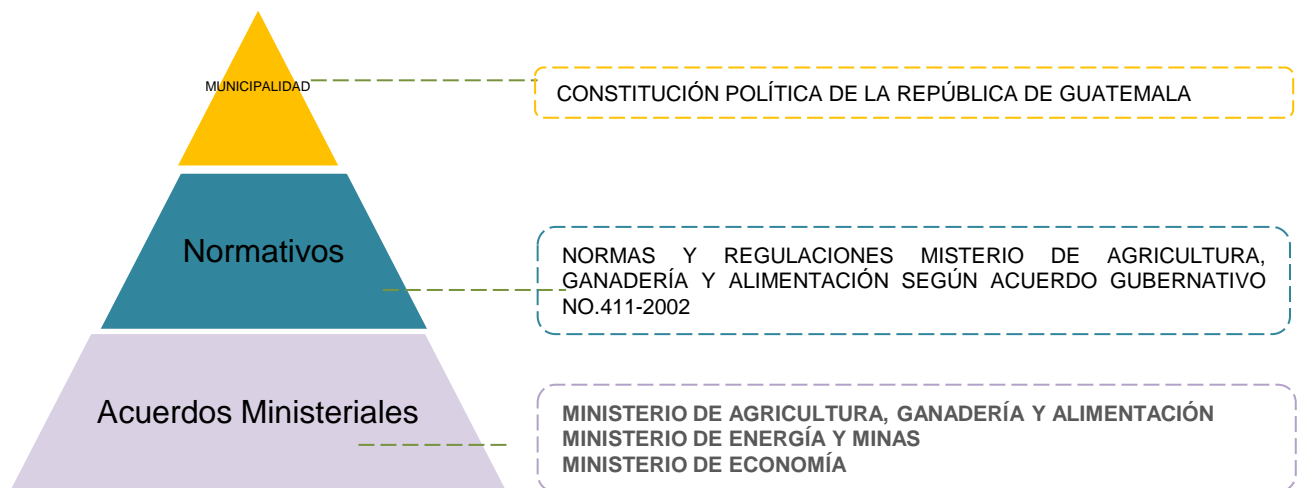 MUNICIPALIDAD
CONSTITUCIÓN POLÍTICA DE LA REPÚBLICA DE GUATEMALA
Normativos
NORMAS Y REGULACIONES MISTERIO DE AGRICULTURA,
GANADERÍA Y ALIMENTACIÓN SEGÚN ACUERDO GUBERNATIVO
NO.411-2002
Acuerdos Ministeriales
MINISTERIO DE AGRICULTURA, GANADERÍA Y ALIMENTACIÓN
MINISTERIO DE ENERGÍA Y MINAS
MINISTERIO DE ECONOMÍA